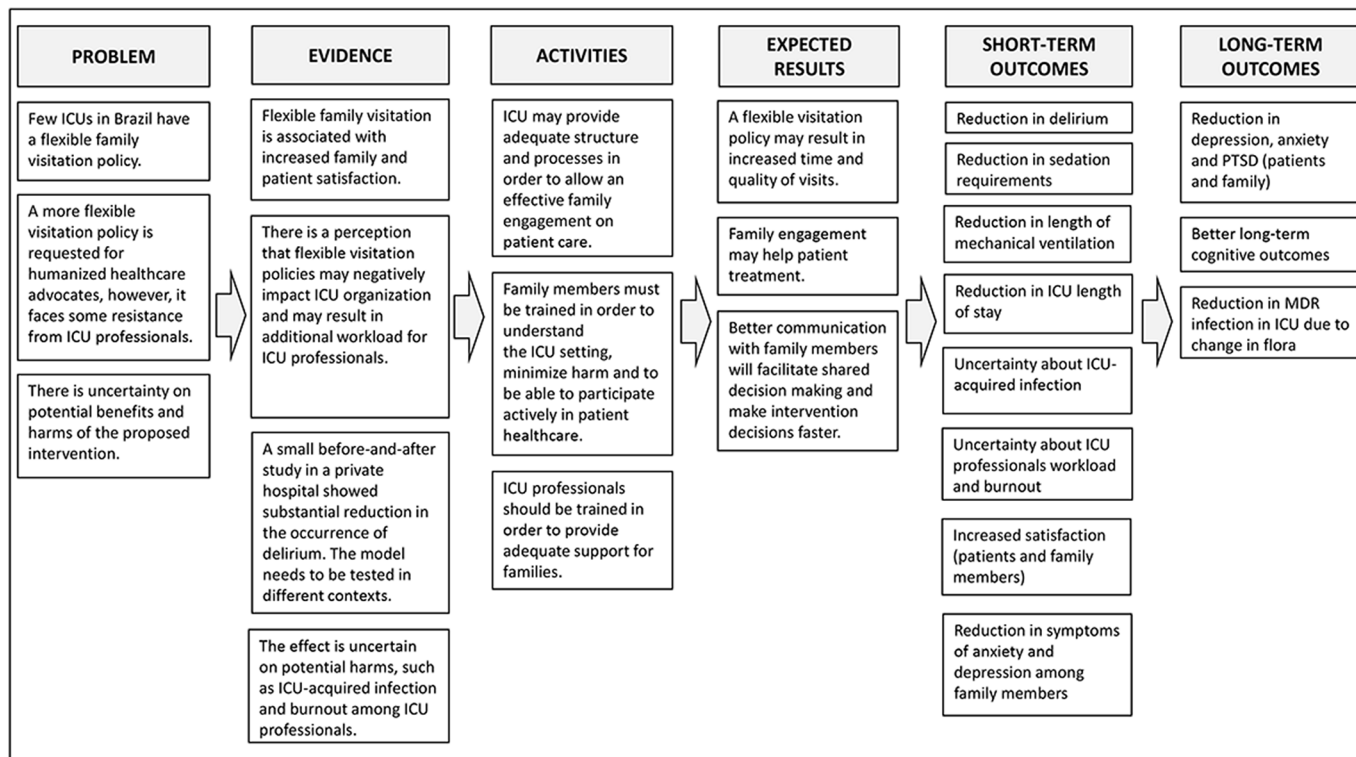 PROBLEM
Few ICUs in Brazil have
a flexible family
visitation policy.
A more flexible
visitation policy is
requested for
humanized healthcare
advocates, however, it
faces some resistance
from ICU professionals.
There is uncertainty on
potential benefits and
harms of the proposed
intervention.
EVIDENCE
Flexible family visitation
is associated with
increased family and
patient satisfaction.
There is a perception
that flexible visitation
policies may negatively
impact ICU organization
and may result in
additional workload for
ICU professionals.
A small before-and-after
study in a private
hospital showed
substantial reduction in
the occurrence of
delirium. The model
needs to be tested in
different contexts.
The effect is uncertain
on potential harms, such
as ICU-acquired infection
and burnout among ICU
professionals.
ACTIVITIES
ICU may provide
adequate structure
and processes in
order to allow an
effective family
engagement on
patient care.
Family members must
be trained in order to
understand
the ICU setting,
minimize harm and to
be able to participate
actively in patient
healthcare.
ICU professionals
should be trained in
order to provide
adequate support for
families.
EXPECTED
RESULTS
A flexible visitation
policy may result in
increased time and
quality of visits.
Family engagement
may help patient
treatment.
Better communication
with family members
will facilitate shared
decision making and
make intervention
decisions faster.
SHORT-TERM
OUTCOMES
Reduction in delirium
Reduction in sedation
requirements
Reduction in length of
mechanical ventilation
Reduction in ICU length
of stay
Uncertainty about ICU-
acquired infection
Uncertainty about ICU
professionals workload
and burnout
Increased satisfaction
(patients and family
members)
Reduction in symptoms
of anxiety and
depression among
family members
LONG-TERM
OUTCOMES
Reduction in
depression, anxiety
and PTSD (patients
and family)
Better long-term
cognitive outcomes
Reduction in MDR
infection in ICU due to
change in flora